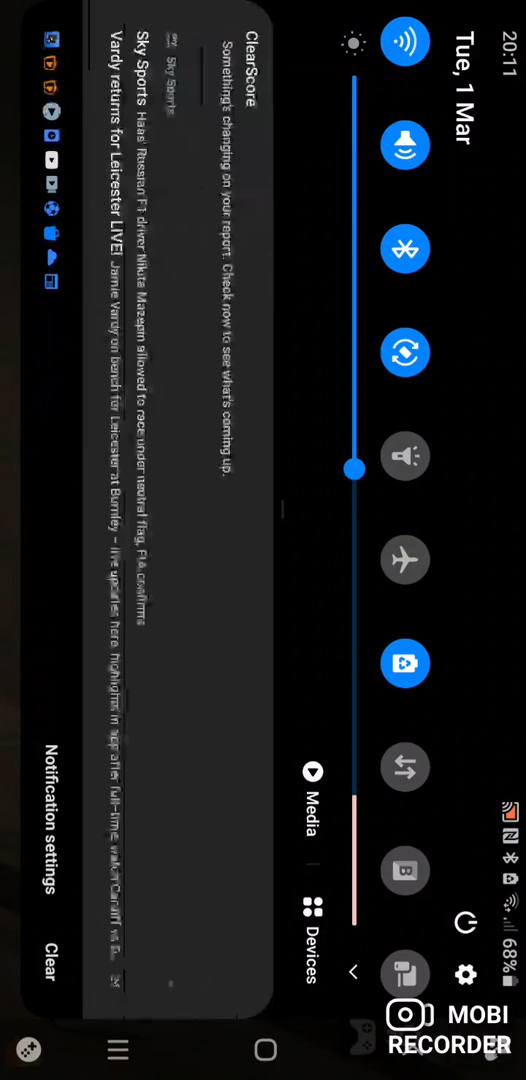 20:11
68%
Tue, 1 Mar
Media
Devices
ClearScore
Something's changing on your report. Check now to see what's coming up.
Sky Sports
Sky Sports Haas' Russian F1 driver Nikita Mazepin allowed to race under neutral flag, FIA confirms
Vardy returns for Leicester LIVE! Jamie Vardy on bench for Leicester at Burnley – live updates here, highlights in app after full-time; watch Cardiff vs D...
Notification settings
Clear
MOBI
RECORDER